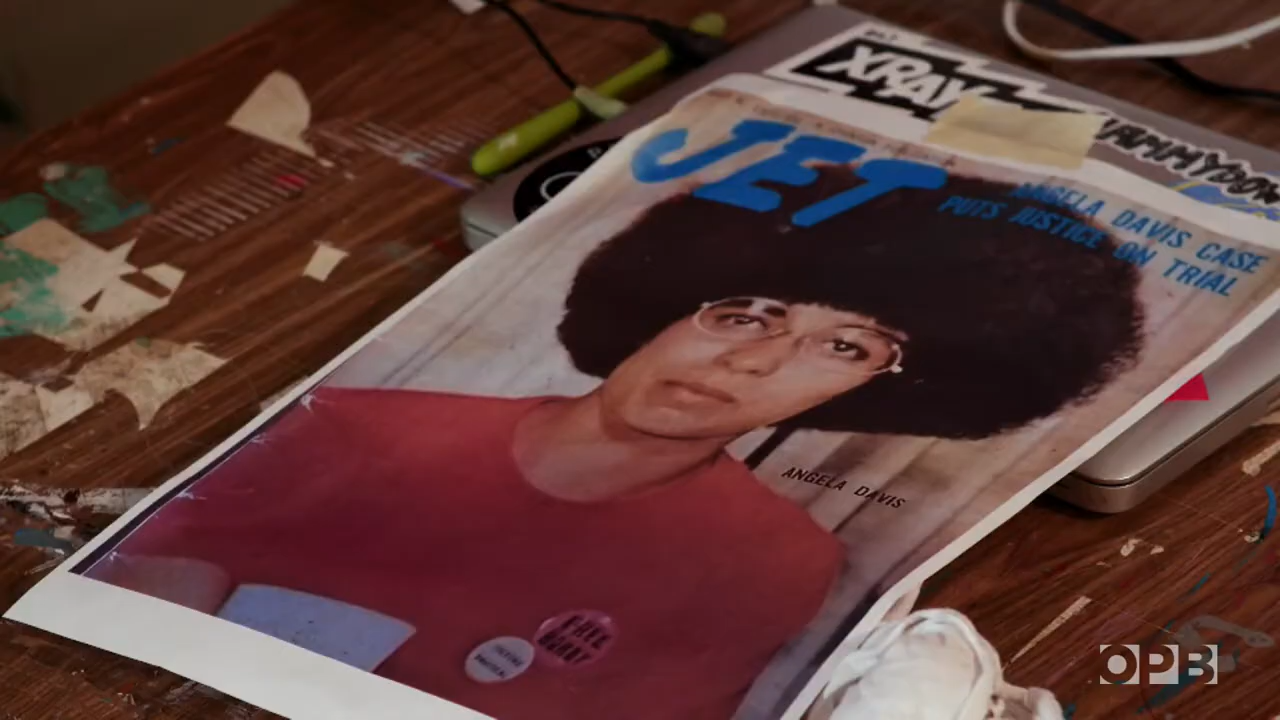 XRAY
JET
ANGELA DAVIS CASE
PUTS JUSTICE ON TRIAL
ANGELA DAVIS
FREE
OPB